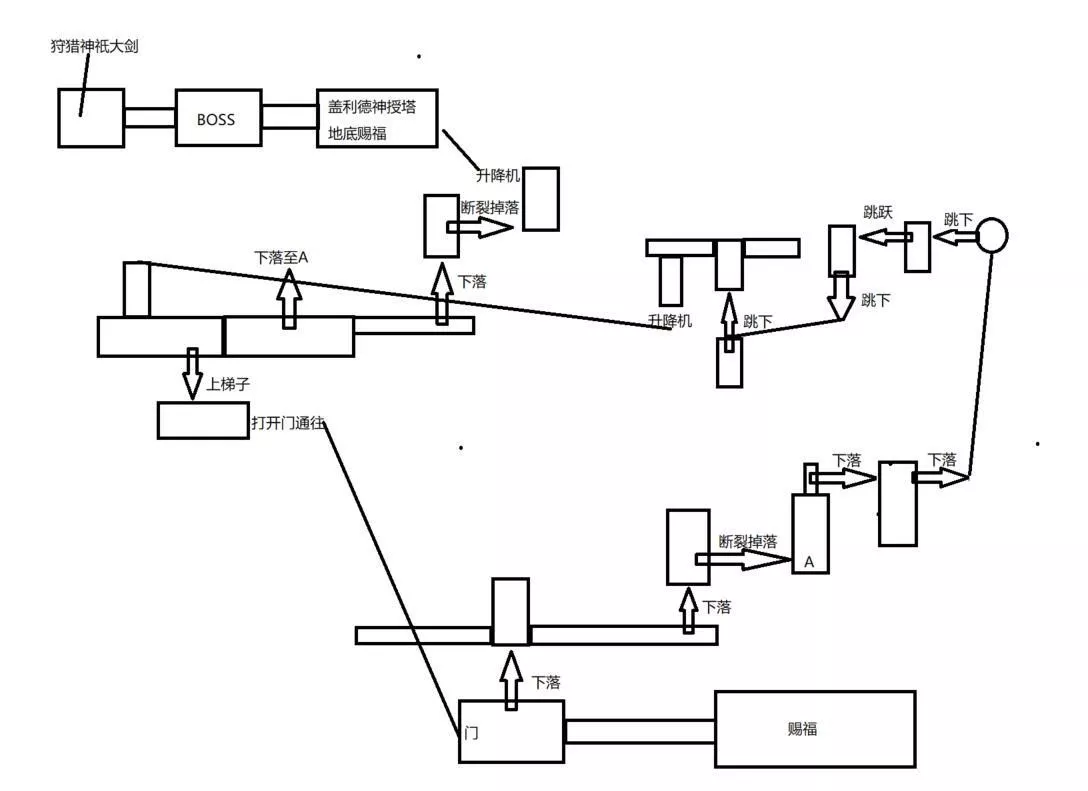 狩猎神祇大剑
BOSS
盖利德神授塔
地底赐福
升降机
断裂掉落
下落至A
下落
上梯子
打开门通往
跳跃
跳下
跳下
升降机
跳下
下落
下落
断裂掉落
A
下落
下落
门
赐福